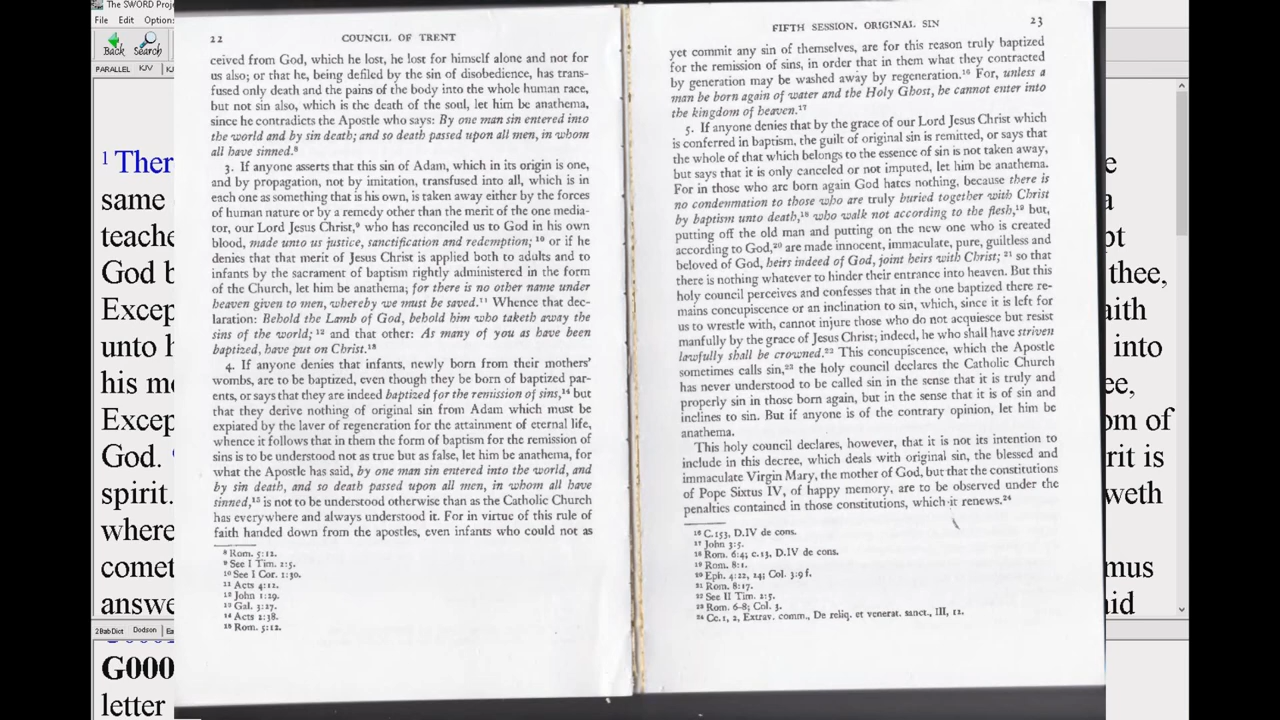 The SWORD Proj
File Edit Option
Back Search
PARALLEL KJV
1 Ther
same
teache
God b
Excep
unto h
his mo
Excep
God.
spirit.
where
comet
answe
2BabDict Dodson
G000
letter
22 COUNCIL OF TRENT
ceived from God, which he lost, he lost for himself alone and not for
us also; or that he, being defiled by the sin of disobedience, has trans-
fused only death and the pains of the body into the whole human race,
but not sin also, which is the death of the soul, let him be anathema,
since he contradicts the Apostle who says: By one man sin entered into
the world and by sin death; and so death passed upon all men, in whom
all have sinned.8
3. If anyone asserts that this sin of Adam, which in its origin is one,
and by propagation, not by imitation, transfused into all, which is in
each one as something that is his own, is taken away either by the forces
of human nature or by a remedy other than the merit of the one media-
tor, our Lord Jesus Christ,9 who has reconciled us to God in his own
blood, made unto us justice, sanctification and redemption; 10 or if he
denies that that merit of Jesus Christ is applied both to adults and to
infants by the sacrament of baptism rightly administered in the form
of the Church, let him be anathema; for there is no other name under
heaven given to men, whereby we must be saved.11 Whence that dec-
laration: Behold the Lamb of God, behold him who taketh away the
sins of the world; 12 and that other: As many of you as have been
baptized, have put on Christ.13
4. If anyone denies that infants, newly born from their mothers'
wombs, are to be baptized, even though they be born of baptized par-
ents, or says that they are indeed baptized for the remission of sins,14 but
that they derive nothing of original sin from Adam which must be
expiated by the laver of regeneration for the attainment of eternal life,
whence it follows that in them the form of baptism for the remission of
sins is to be understood not as true but as false, let him be anathema, for
what the Apostle has said, by one man sin entered into the world, and
by sin death, and so death passed upon all men, in whom all have
sinned,15 is not to be understood otherwise than as the Catholic Church
has everywhere and always understood it. For in virtue of this rule of
faith handed down from the apostles, even infants who could not as
8 Rom. 5:12.
9 See I Tim. 2:5.
10 See I Cor. 1:30.
11 Acts 4:12.
12 John 1:29.
13 Gal. 3:27.
14 Acts 2:38.
15 Rom. 5:12.
FIFTH SESSION. ORIGINAL SIN 23
yet commit any sin of themselves, are for this reason truly baptized
for the remission of sins, in order that in them what they contracted
by generation may be washed away by regeneration.16 For, unless a
man be born again of water and the Holy Ghost, he cannot enter into
the kingdom of heaven.17
5. If anyone denies that by the grace of our Lord Jesus Christ which
is conferred in baptism, the guilt of original sin is remitted, or says that
the whole of that which belongs to the essence of sin is not taken away,
but says that it is only canceled or not imputed, let him be anathema.
For in those who are born again God hates nothing, because there is
no condemnation to those who are truly buried together with Christ
by baptism unto death,18 who walk not according to the flesh,19 but,
putting off the old man and putting on the new one who is created
according to God,20 are made innocent, immaculate, pure, guiltless and
beloved of God, heirs indeed of God, joint heirs with Christ; 21 so that
there is nothing whatever to hinder their entrance into heaven. But this
holy council perceives and confesses that in the one baptized there re-
mains concupiscence or an inclination to sin, which, since it is left for
us to wrestle with, cannot injure those who do not acquiesce but resist
manfully by the grace of Jesus Christ; indeed, he who shall have striven
lawfully shall be crowned.22 This concupiscence, which the Apostle
sometimes calls sin,23 the holy council declares the Catholic Church
has never understood to be called sin in the sense that it is truly and
properly sin in those born again, but in the sense that it is of sin and
inclines to sin. But if anyone is of the contrary opinion, let him be
anathema.
This holy council declares, however, that it is not its intention to
include in this decree, which deals with original sin, the blessed and
immaculate Virgin Mary, the mother of God, but that the constitutions
of Pope Sixtus IV, of happy memory, are to be observed under the
penalties contained in those constitutions, which it renews.24
16 C.153, D.IV de cons.
17 John 3:5.
18 Rom. 6:4; c.13, D.IV de cons.
19 Rom. 8:1.
20 Eph. 4:22, 24; Col. 3:9 f.
21 Rom. 8:17.
22 See II Tim. 2:5.
23 Rom. 6-8; Col. 3.
24 Cc.1, 2, Extrav. comm., De reliq. et venerat. sanct., III, 12.
e
a
pt
thee,
aith
into
ee,
om of
rit is
weth
mus
aid